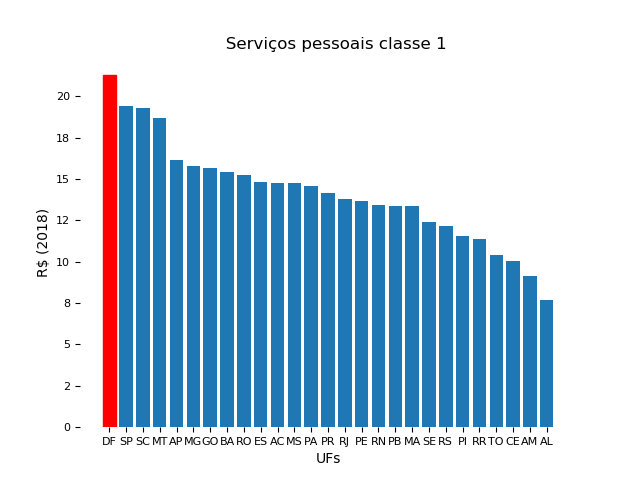 Serviços pessoais classe 1
20
18
15
12
10
8
5
2
0
R$ (2018)
DF SP SC MT AP MG GO BA RO ES AC MS PA PR RJ PE RN PB MA SE RS PI RR TO CE AM AL
UFs